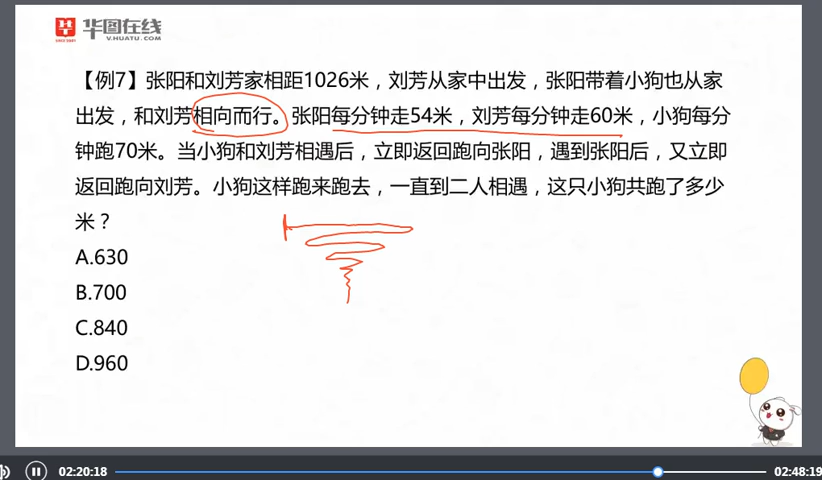 华图在线
V.HUATU.COM
【例7】张阳和刘芳家相距1026米，刘芳从家中出发，张阳带着小狗也从家
出发，和刘芳相向而行。张阳每分钟走54米，刘芳每分钟走60米，小狗每分
钟跑70米。当小狗和刘芳相遇后，立即返回跑向张阳，遇到张阳后，又立即
返回跑向刘芳。小狗这样跑来跑去，一直到二人相遇，这只小狗共跑了多少
米？
A.630
B.700
C.840
D.960
02:20:18
02:48:19